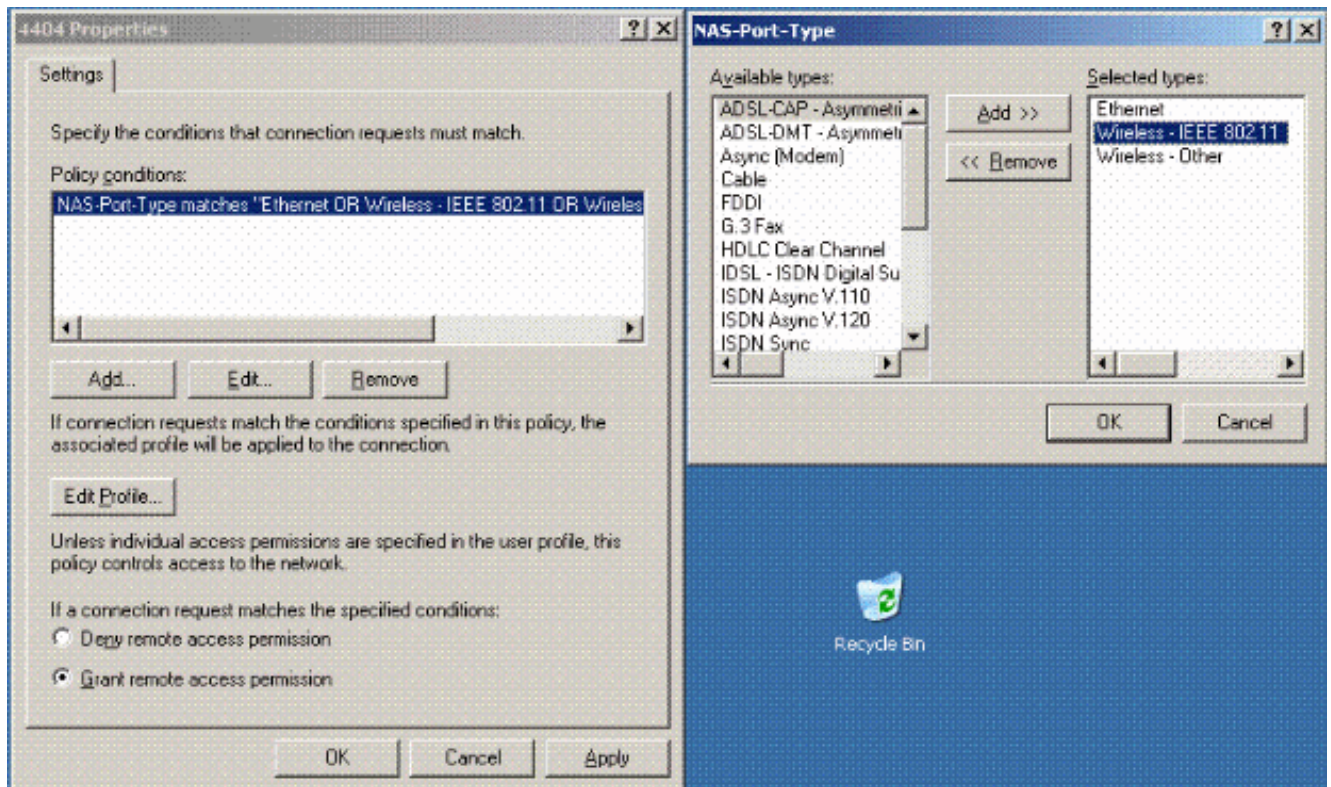 4404 Properties
Settings
Specify the conditions that connection requests must match.
Policy conditions:
NAS-Port-Type matches "Ethernet OR Wireless - IEEE 802.11 OR Wireles
Add...
Edit...
Remove
If connection requests match the conditions specified in this policy, the
associated profile will be applied to the connection.
Edit Profile...
Unless individual access permissions are specified in the user profile, this
policy controls access to the network.
If a connection request matches the specified conditions:
Deny remote access permission
Grant remote access permission
OK
Cancel
Apply
NAS-Port-Type
Available types:
ADSL-CAP - Asymmetri
ADSL-DMT - Asymmetr
Async (Modem)
Cable
FDDI
G.3 Fax
HDLC Clear Channel
IDSL - ISDN Digital Su
ISDN Async V.110
ISDN Async V.120
ISDN Sync
Add >>
<< Remove
Selected types:
Ethernet
Wireless - IEEE 802.11
Wireless - Other
OK
Cancel
Recycle Bin